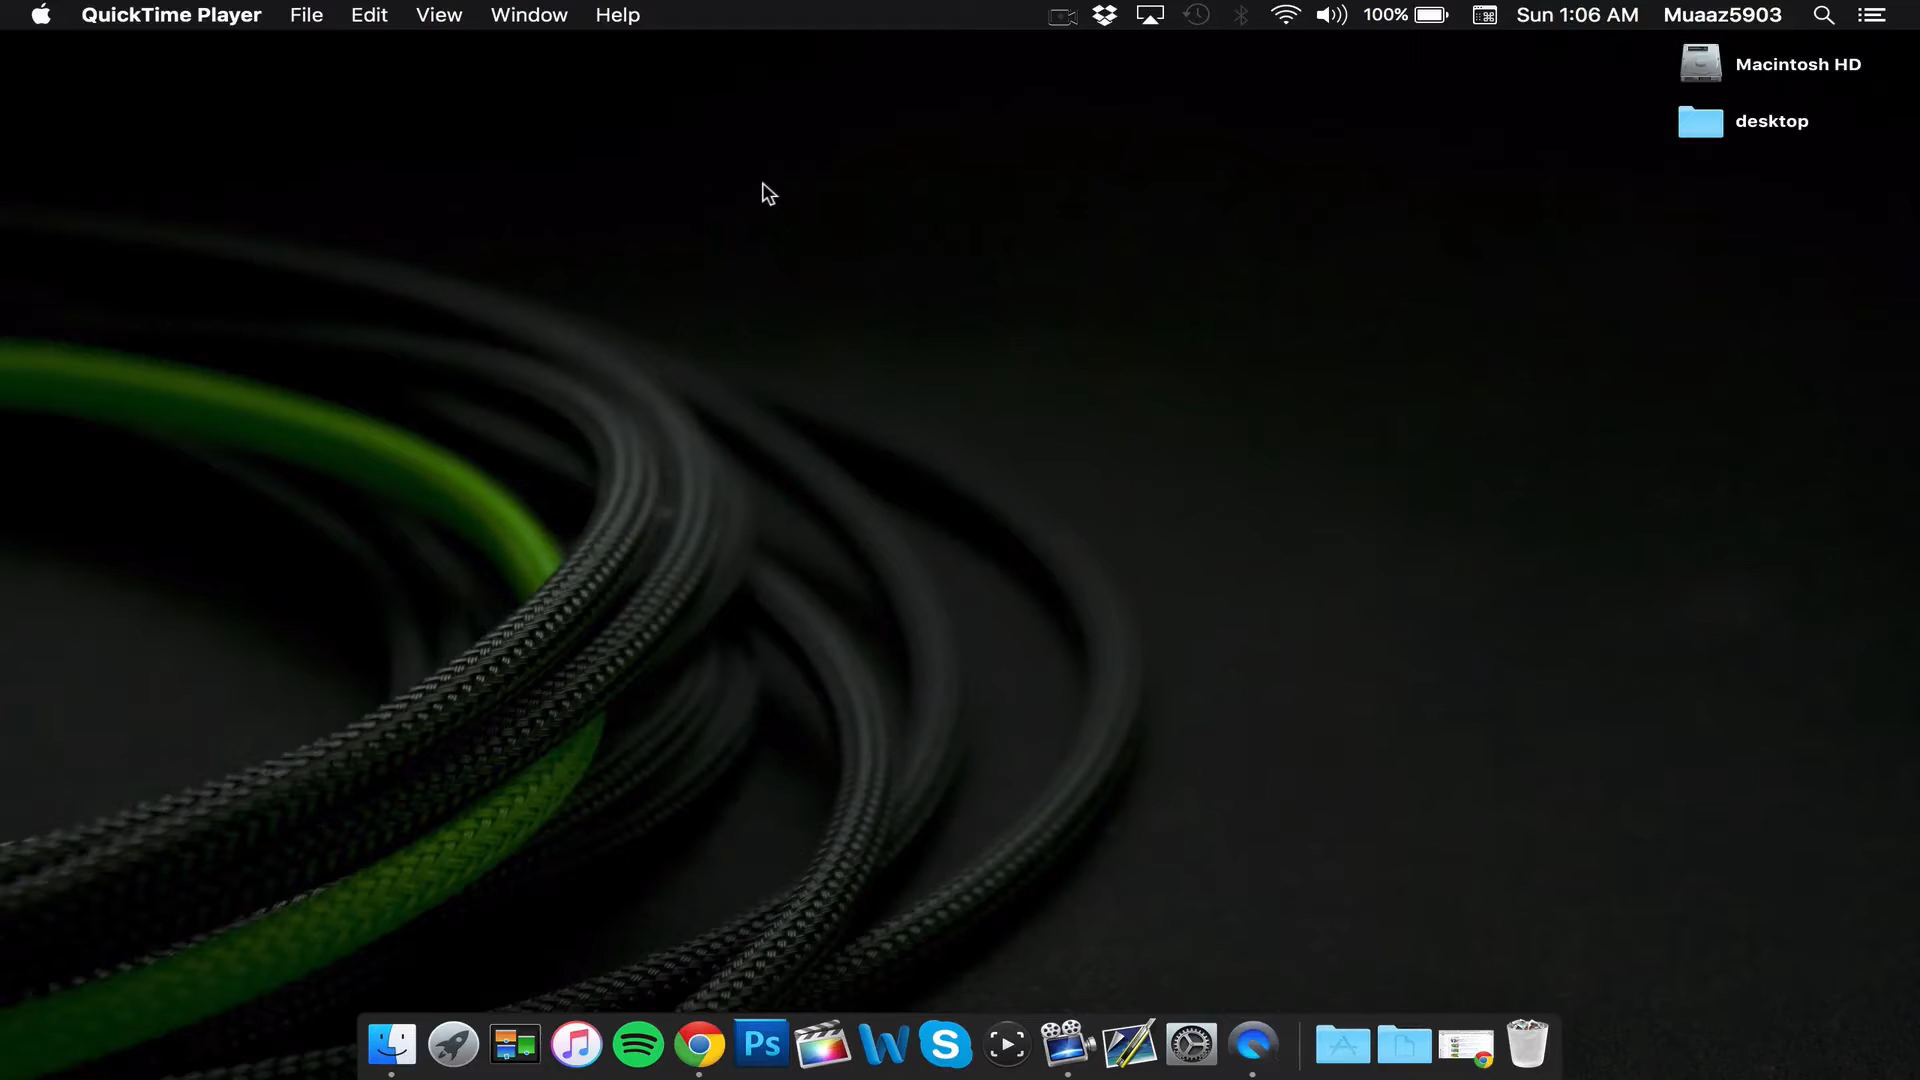 QuickTime Player File Edit View Window Help 100% Sun 1:06 AM Muaaz5903
Macintosh HD
desktop
Ps W S